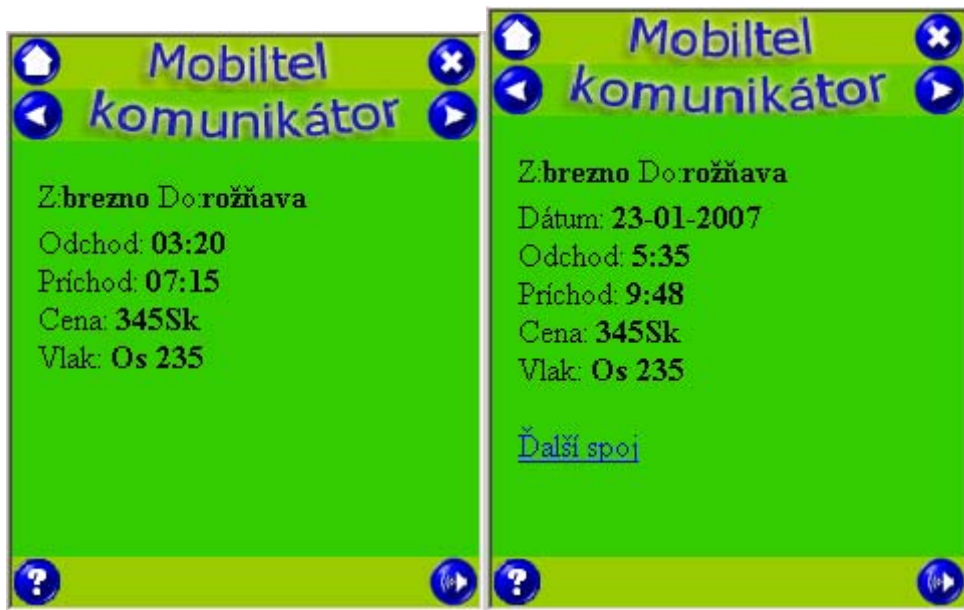 Mobiltel
komunikátor
Z:brezno Do:rožňava
Odchod: 03:20
Príchod: 07:15
Cena: 345Sk
Vlak: Os 235
?
Mobiltel
komunikátor
Z:brezno Do:rožňava
Dátum: 23-01-2007
Odchod: 5:35
Príchod: 9:48
Cena: 345Sk
Vlak: Os 235
Ďalší spoj
?